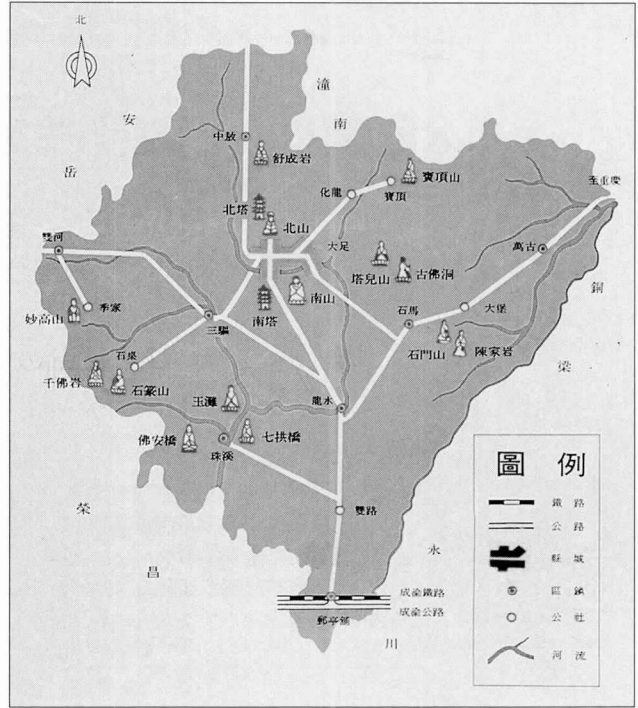 北
潼
南
安
岳
中敖
舒成岩
化龍
寶頂山
寶頂
至重慶
北塔
北山
大足
萬古
雙河
塔兒山
古佛洞
銅
梁
季家
妙高山
南塔
南山
三驅
石馬
大堡
石門山
陳家岩
石桌
千佛岩
石篆山
玉灘
龍水
佛安橋
七拱橋
珠溪
榮
昌
雙路
永
川
成渝鐵路
成渝公路
郵亭舖
圖例
鐵路
公路
縣城
區鎮
公社
河流